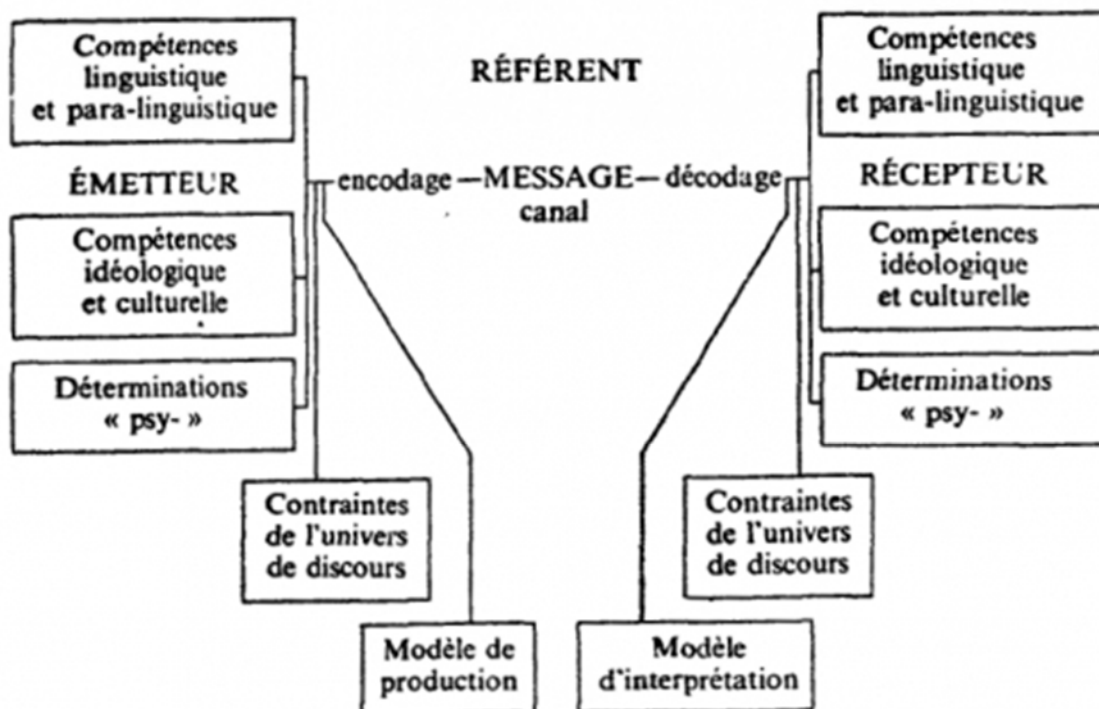 Compétences
linguistique
et para-linguistique
RÉFÉRENT
Compétences
linguistique
et para-linguistique
ÉMETTEUR
encodage — MESSAGE — décodage
canal
RÉCEPTEUR
Compétences
idéologique
et culturelle
Compétences
idéologique
et culturelle
Déterminations
« psy- »
Déterminations
« psy- »
Contraintes
de l'univers
de discours
Contraintes
de l'univers
de discours
Modèle de
production
Modèle
d'interprétation